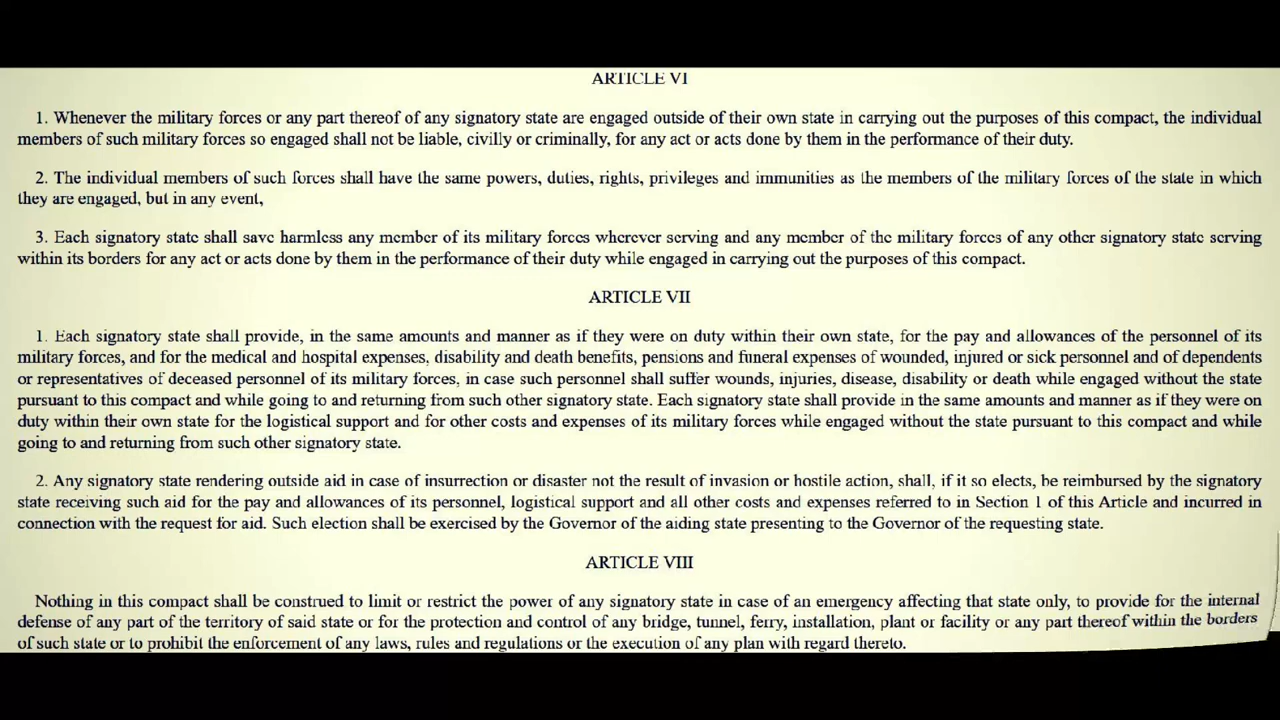 ARTICLE VI
1. Whenever the military forces or any part thereof of any signatory state are engaged outside of their own state in carrying out the purposes of this compact, the individual
members of such military forces so engaged shall not be liable, civilly or criminally, for any act or acts done by them in the performance of their duty.
2. The individual members of such forces shall have the same powers, duties, rights, privileges and immunities as the members of the military forces of the state in which
they are engaged, but in any event,
3. Each signatory state shall save harmless any member of its military forces wherever serving and any member of the military forces of any other signatory state serving
within its borders for any act or acts done by them in the performance of their duty while engaged in carrying out the purposes of this compact.
ARTICLE VII
1. Each signatory state shall provide, in the same amounts and manner as if they were on duty within their own state, for the pay and allowances of the personnel of its
military forces, and for the medical and hospital expenses, disability and death benefits, pensions and funeral expenses of wounded, injured or sick personnel and of dependents
or representatives of deceased personnel of its military forces, in case such personnel shall suffer wounds, injuries, disease, disability or death while engaged without the state
pursuant to this compact and while going to and returning from such other signatory state. Each signatory state shall provide in the same amounts and manner as if they were on
duty within their own state for the logistical support and for other costs and expenses of its military forces while engaged without the state pursuant to this compact and while
going to and returning from such other signatory state.
2. Any signatory state rendering outside aid in case of insurrection or disaster not the result of invasion or hostile action, shall, if it so elects, be reimbursed by the signatory
state receiving such aid for the pay and allowances of its personnel, logistical support and all other costs and expenses referred to in Section 1 of this Article and incurred in
connection with the request for aid. Such election shall be exercised by the Governor of the aiding state presenting to the Governor of the requesting state.
ARTICLE VIII
Nothing in this compact shall be construed to limit or restrict the power of any signatory state in case of an emergency affecting that state only, to provide for the internal
defense of any part of the territory of said state or for the protection and control of any bridge, tunnel, ferry, installation, plant or facility or any part thereof within the borders
of such state or to prohibit the enforcement of any laws, rules and regulations or the execution of any plan with regard thereto.